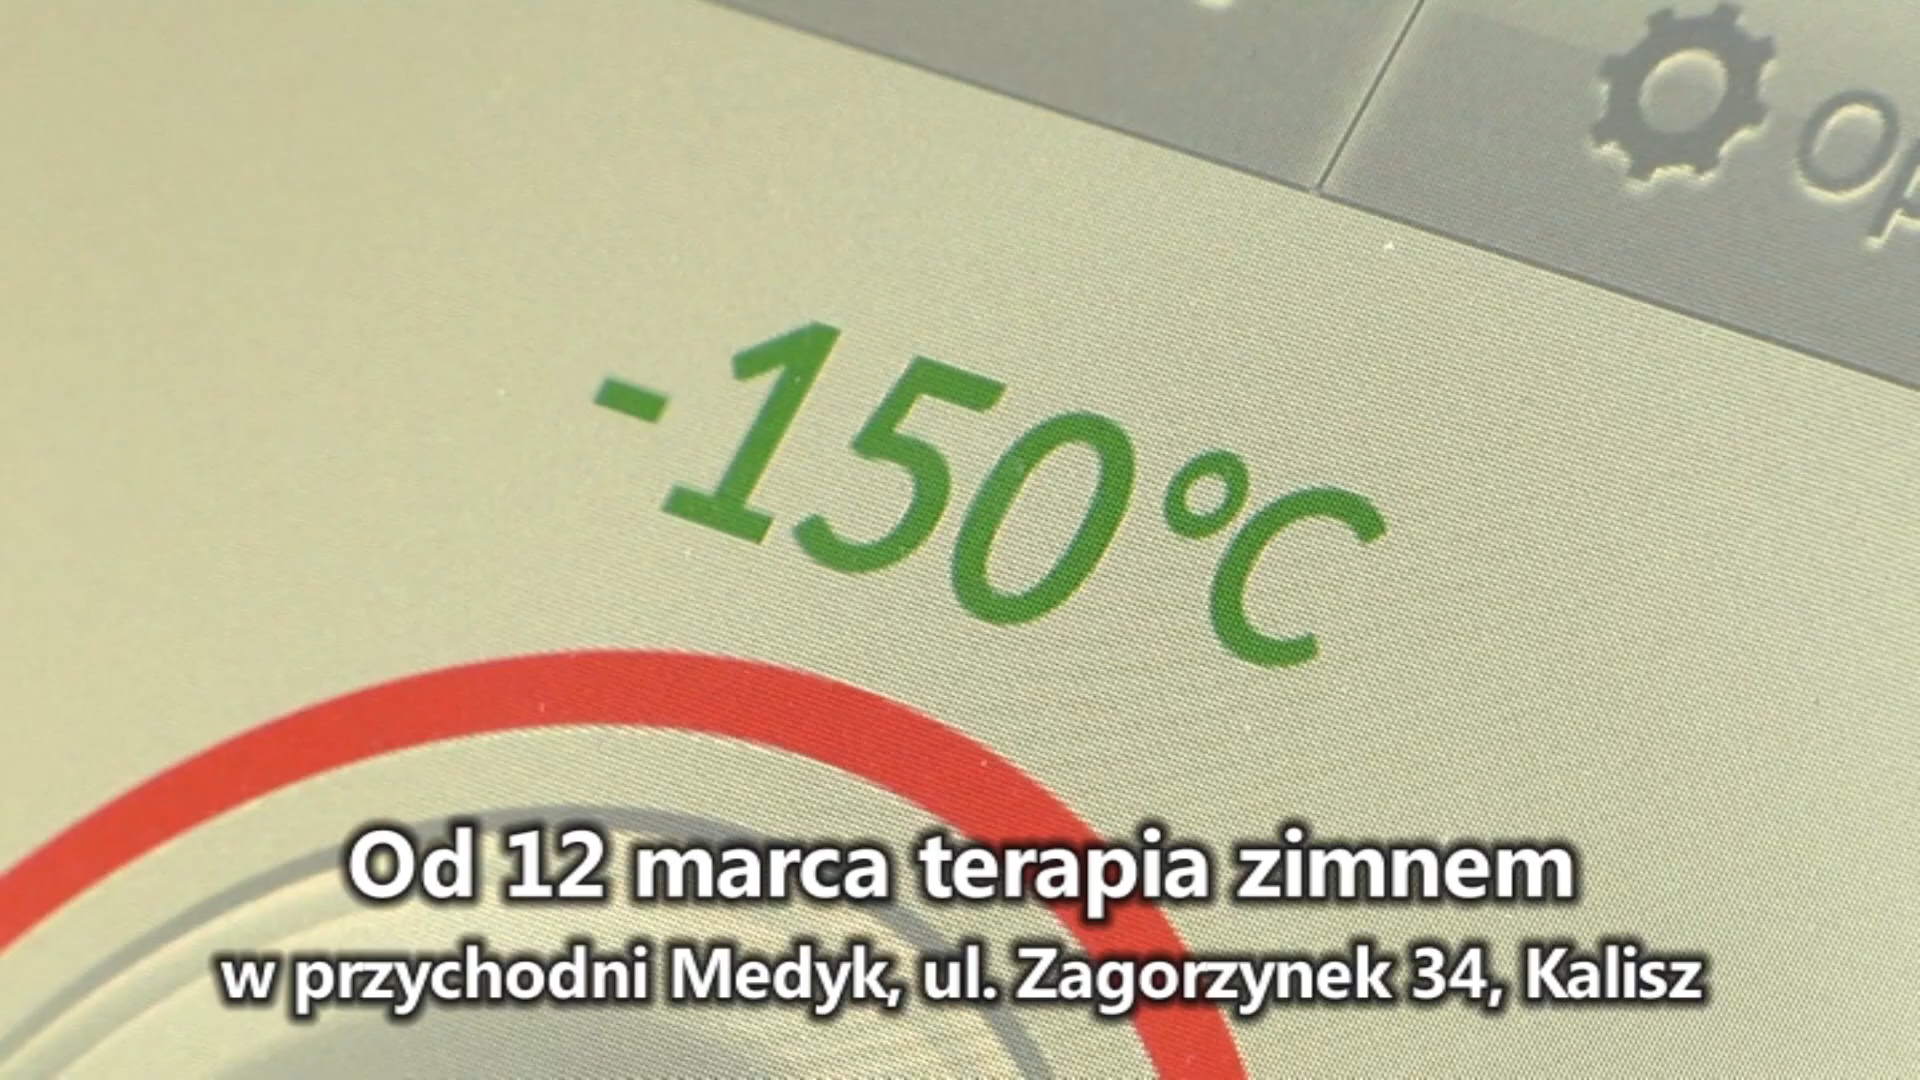 -150°C
Od 12 marca terapia zimnem
w przychodni Medyk, ul. Zagorzynek 34, Kalisz